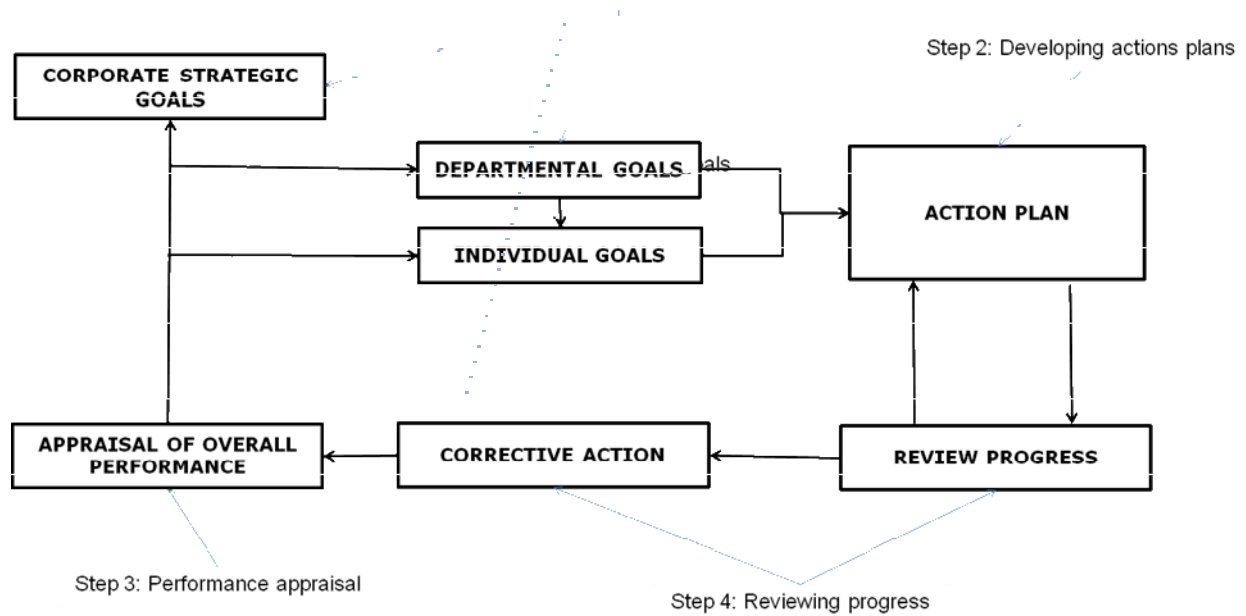 Step 2: Developing actions plans
CORPORATE STRATEGIC
GOALS
DEPARTMENTAL GOALS
INDIVIDUAL GOALS
ACTION PLAN
APPRAISAL OF OVERALL
PERFORMANCE
CORRECTIVE ACTION
REVIEW PROGRESS
Step 3: Performance appraisal
Step 4: Reviewing progress